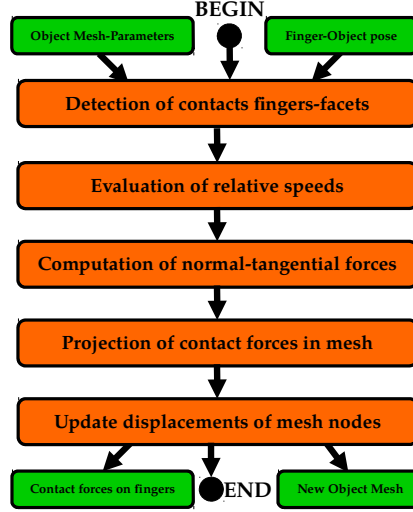 BEGIN
Object Mesh-Parameters
Finger-Object pose
Detection of contacts fingers-facets
Evaluation of relative speeds
Computation of normal-tangential forces
Projection of contact forces in mesh
Update displacements of mesh nodes
Contact forces on fingers
END
New Object Mesh